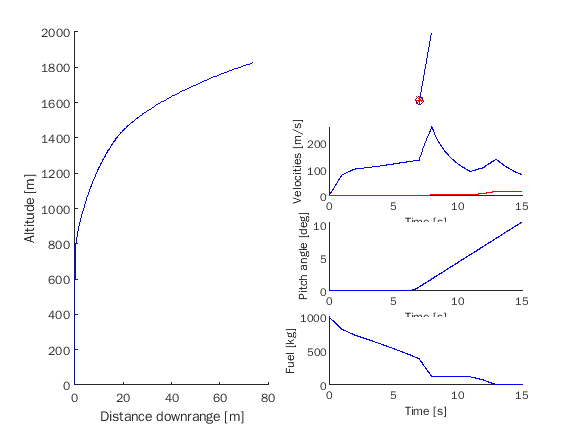 2000
1800
1600
1400
1200
1000
800
600
400
200
0
Altitude [m]
0 20 40 60 80
Distance downrange [m]
Velocities [m/s]
200
100
0
0 5 10 15
Time [s]
Pitch angle [deg]
10
5
0
0 5 10 15
Time [s]
Fuel [kg]
1000
500
0
0 5 10 15
Time [s]